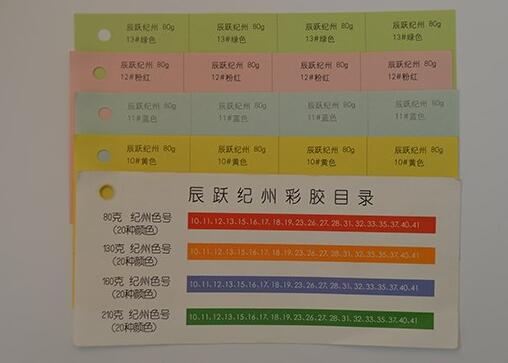 辰跃纪州 80g 辰跃纪州 80g 辰跃纪州 80g 辰跃纪州 80g
13#绿色 13#绿色 13#绿色 13#绿色
辰跃纪州 80g 辰跃纪州 80g 辰跃纪州 80g 辰跃纪州 80g
12#粉红 12#粉红 12#粉红 12#粉红
辰跃纪州 80g 辰跃纪州 80g 辰跃纪州 80g 辰跃纪州 80g
11#蓝色 11#蓝色 11#蓝色 11#蓝色
辰跃纪州 80g 辰跃纪州 80g 辰跃纪州 80g 辰跃纪州 80g
10#黄色 10#黄色 10#黄色 10#黄色
辰跃纪州彩胶目录
80克 纪州色号
(20种颜色)
10.11.12.13.15.16.17.18.19.23.26.27.28.31.32.33.35.37.40.41
130克 纪州色号
(20种颜色)
10.11.12.13.15.16.17.18.19.23.26.27.28.31.32.33.35.37.40.41
160克 纪州色号
(20种颜色)
10.11.12.13.15.16.17.18.19.23.26.27.28.31.32.33.35.37.40.41
210克 纪州色号
(20种颜色)
10.11.12.13.15.16.17.18.19.23.26.27.28.31.32.33.35.37.40.41